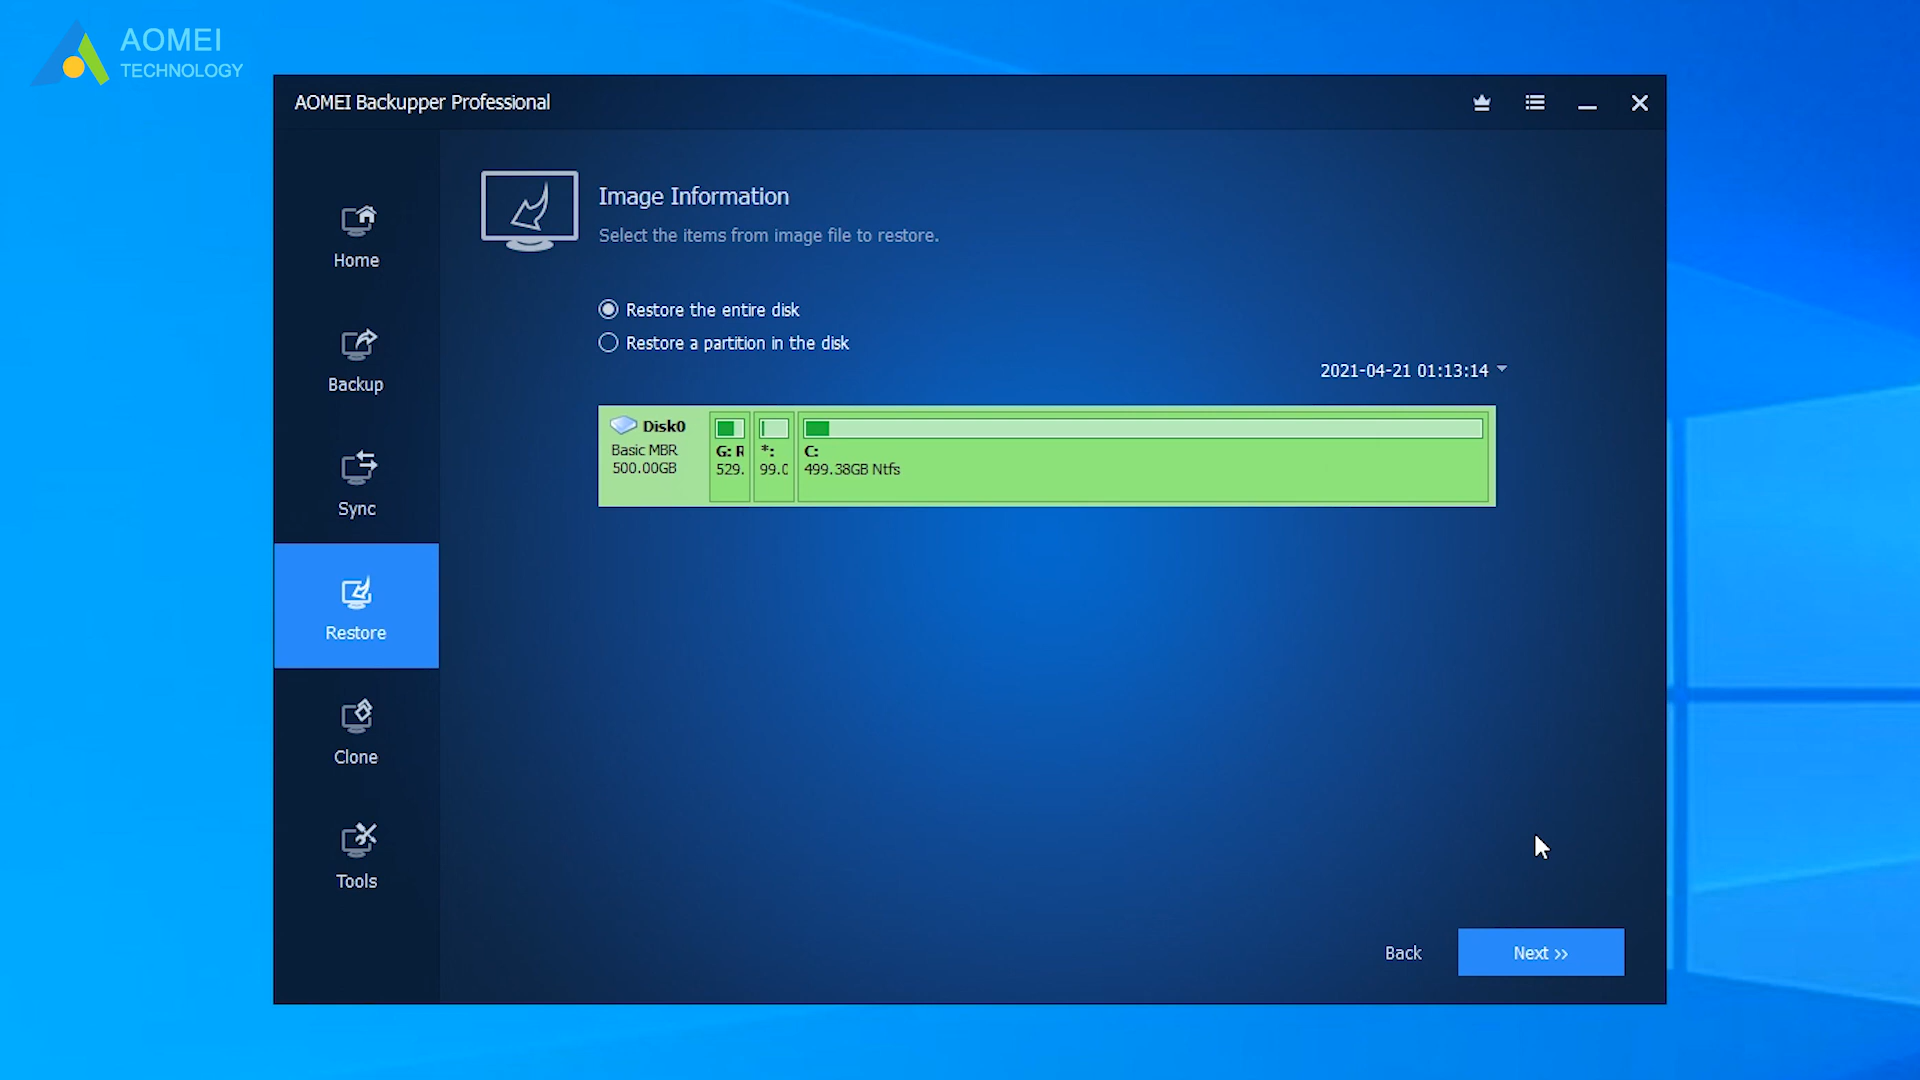 AOMEI
TECHNOLOGY
AOMEI Backupper Professional
Home
Backup
Sync
Restore
Clone
Tools
Image Information
Select the items from image file to restore.
Restore the entire disk
Restore a partition in the disk
2021-04-21 01:13:14
Disk0
Basic MBR
500.00GB
G: R
529.
*:
99.0
C:
499.38GB Ntfs
Back
Next >>